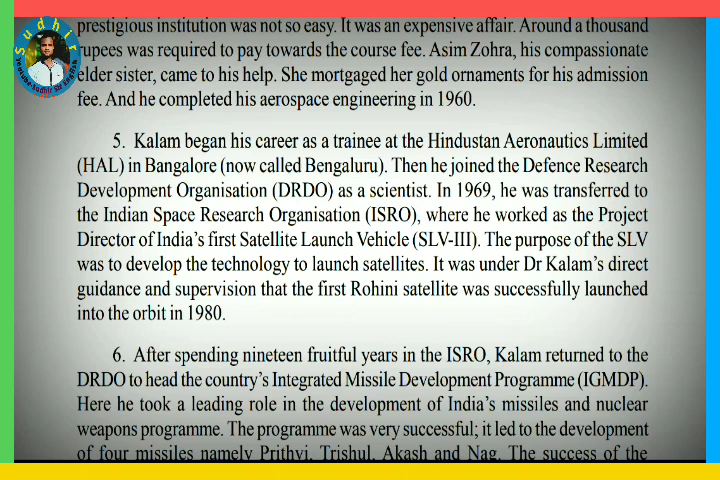 Sudhir
Youtube-Sudhir Sir English
prestigious institution was not so easy. It was an expensive affair. Around a thousand
rupees was required to pay towards the course fee. Asim Zohra, his compassionate
elder sister, came to his help. She mortgaged her gold ornaments for his admission
fee. And he completed his aerospace engineering in 1960.
5. Kalam began his career as a trainee at the Hindustan Aeronautics Limited
(HAL) in Bangalore (now called Bengaluru). Then he joined the Defence Research
Development Organisation (DRDO) as a scientist. In 1969, he was transferred to
the Indian Space Research Organisation (ISRO), where he worked as the Project
Director of India's first Satellite Launch Vehicle (SLV-III). The purpose of the SLV
was to develop the technology to launch satellites. It was under Dr Kalam's direct
guidance and supervision that the first Rohini satellite was successfully launched
into the orbit in 1980.
6. After spending nineteen fruitful years in the ISRO, Kalam returned to the
DRDO to head the country's Integrated Missile Development Programme (IGMDP).
Here he took a leading role in the development of India's missiles and nuclear
weapons programme. The programme was very successful; it led to the development
of four missiles namely Prithvi, Trishul, Akash and Nag. The success of the